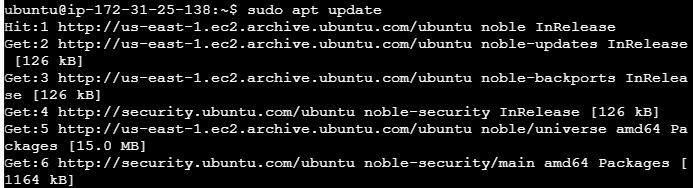 ubuntu@ip-172-31-25-138:~$ sudo apt update
Hit:1 http://us-east-1.ec2.archive.ubuntu.com/ubuntu noble InRelease
Get:2 http://us-east-1.ec2.archive.ubuntu.com/ubuntu noble-updates InRelease
 [126 kB]
Get:3 http://us-east-1.ec2.archive.ubuntu.com/ubuntu noble-backports InRelea
se [126 kB]
Get:4 http://security.ubuntu.com/ubuntu noble-security InRelease [126 kB]
Get:5 http://us-east-1.ec2.archive.ubuntu.com/ubuntu noble/universe amd64 Pa
ckages [15.0 MB]
Get:6 http://security.ubuntu.com/ubuntu noble-security/main amd64 Packages [
1164 kB]